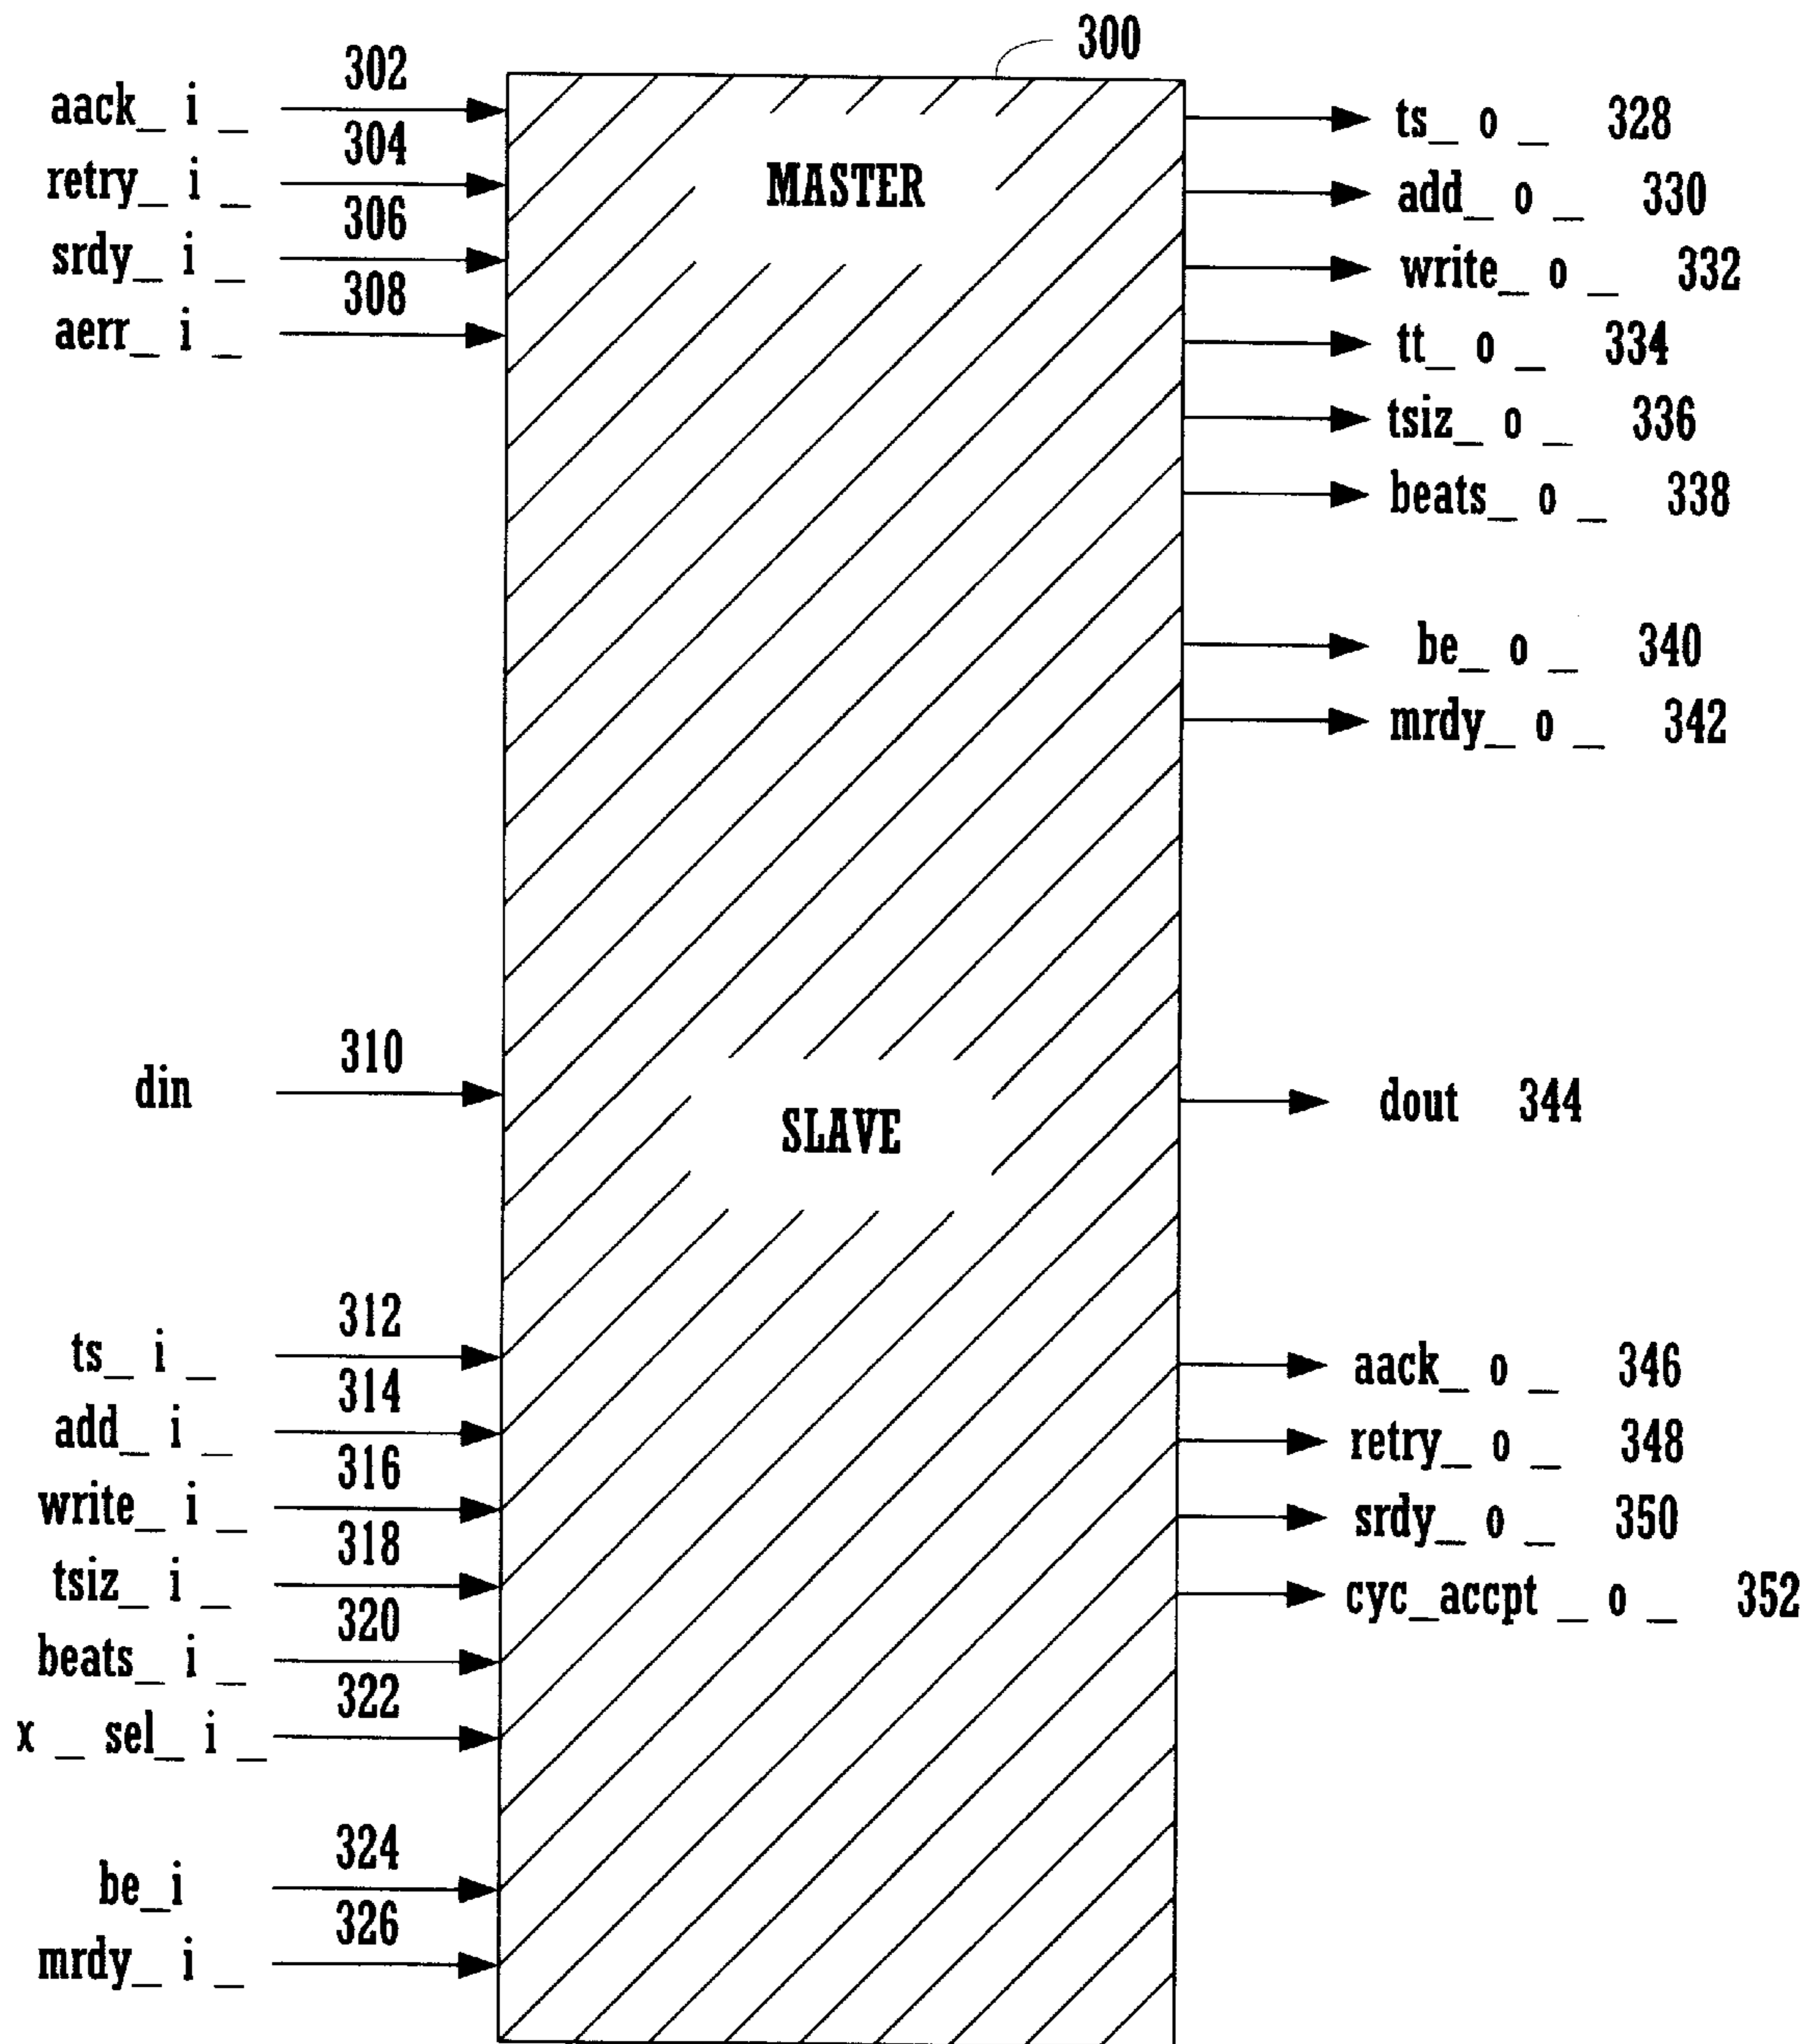 300
302
aack_ i _
304
retry_ i _
306
srdy_ i _
308
aerr_ i _
MASTER
ts_ o _ 328
add_ o _ 330
write_ o _ 332
tt_ o _ 334
tsiz_ o _ 336
beats_ o _ 338
be_ o _ 340
mrdy_ o _ 342
310
din
SLAVE
dout 344
312
ts_ i _
314
add_ i _
316
write_ i _
318
tsiz_ i _
320
beats_ i _
322
x _ sel_ i _
324
be_i
326
mrdy_ i _
aack_ o _ 346
retry_ o _ 348
srdy_ o _ 350
cyc_accpt _ o _ 352